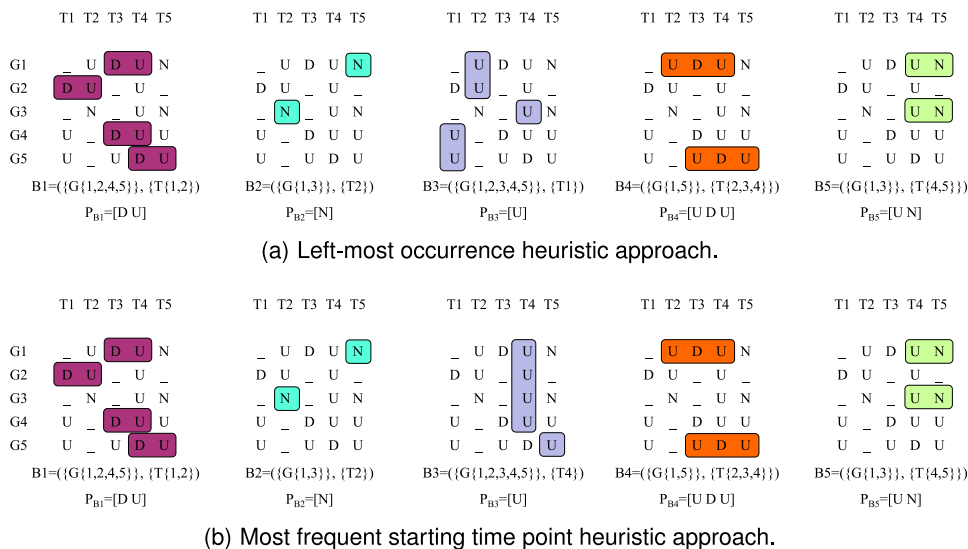 T1 T2 T3 T4 T5 T1 T2 T3 T4 T5 T1 T2 T3 T4 T5 T1 T2 T3 T4 T5 T1 T2 T3 T4 T5
G1 _ U D U N _ U D U N _ U D U N _ U D U N _ U D U N
G2 D U _ U _ D U _ U _ D U _ U _ D U _ U _ D U _ U _
G3 _ N _ U N _ N _ U N _ N _ U N _ N _ U N _ N _ U N
G4 U _ D U U U _ D U U U _ D U U U _ D U U U _ D U U
G5 U _ U D U U _ U D U U _ U D U U _ U D U U _ U D U
B1=({G{1,2,4,5}}, {T{1,2}) B2=({G{1,3}}, {T2}) B3=({G{1,2,3,4,5}}, {T1}) B4=({G{1,5}}, {T{2,3,4}}) B5=({G{1,3}}, {T{4,5}})
PB1=[D U] PB2=[N] PB3=[U] PB4=[U D U] PB5=[U N]
(a) Left-most occurrence heuristic approach.
T1 T2 T3 T4 T5 T1 T2 T3 T4 T5 T1 T2 T3 T4 T5 T1 T2 T3 T4 T5 T1 T2 T3 T4 T5
G1 _ U D U N _ U D U N _ U D U N _ U D U N _ U D U N
G2 D U _ U _ D U _ U _ D U _ U _ D U _ U _ D U _ U _
G3 _ N _ U N _ N _ U N _ N _ U N _ N _ U N _ N _ U N
G4 U _ D U U U _ D U U U _ D U U U _ D U U U _ D U U
G5 U _ U D U U _ U D U U _ U D U U _ U D U U _ U D U
B1=({G{1,2,4,5}}, {T{1,2}) B2=({G{1,3}}, {T2}) B3=({G{1,2,3,4,5}}, {T4}) B4=({G{1,5}}, {T{2,3,4}}) B5=({G{1,3}}, {T{4,5}})
PB1=[D U] PB2=[N] PB3=[U] PB4=[U D U] PB5=[U N]
(b) Most frequent starting time point heuristic approach.